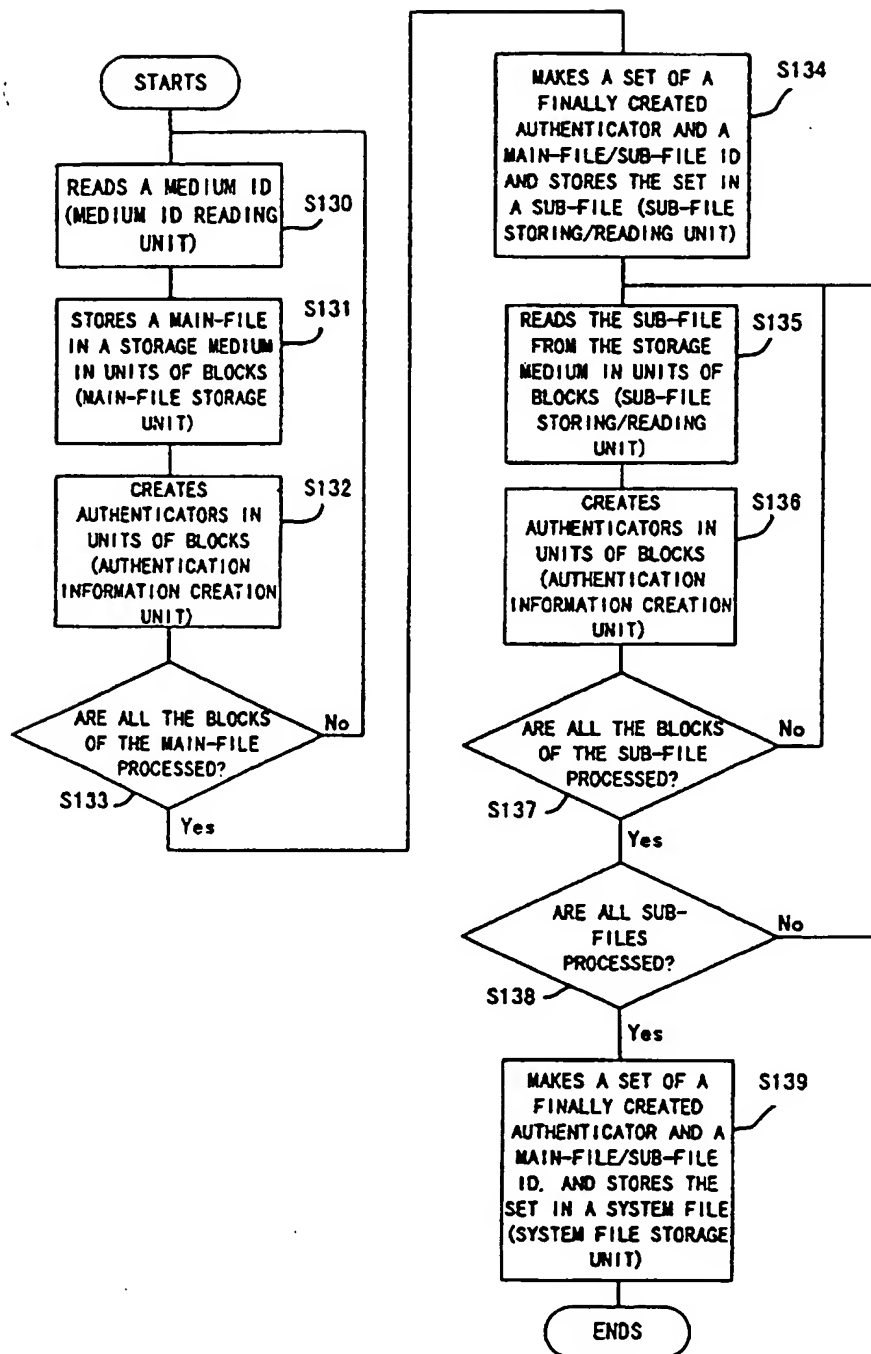 STARTS
READS A MEDIUM ID
(MEDIUM ID READING
UNIT)
S130
STORES A MAIN-FILE
IN A STORAGE MEDIUM
IN UNITS OF BLOCKS
(MAIN-FILE STORAGE
UNIT)
S131
CREATES
AUTHENTICATORS IN
UNITS OF BLOCKS
(AUTHENTICATION
INFORMATION CREATION
UNIT)
S132
ARE ALL THE BLOCKS
OF THE MAIN-FILE
PROCESSED?
No
S133
Yes
MAKES A SET OF A
FINALLY CREATED
AUTHENTICATOR AND A
MAIN-FILE/SUB-FILE ID
AND STORES THE SET IN
A SUB-FILE (SUB-FILE
STORING/READING UNIT)
S134
READS THE SUB-FILE
FROM THE STORAGE
MEDIUM IN UNITS OF
BLOCKS (SUB-FILE
STORING/READING
UNIT)
S135
CREATES
AUTHENTICATORS IN
UNITS OF BLOCKS
(AUTHENTICATION
INFORMATION CREATION
UNIT)
S136
ARE ALL THE BLOCKS
OF THE SUB-FILE
PROCESSED?
No
S137
Yes
ARE ALL SUB-
FILES
PROCESSED?
No
S138
Yes
MAKES A SET OF A
FINALLY CREATED
AUTHENTICATOR AND A
MAIN-FILE/SUB-FILE
ID. AND STORES THE
SET IN A SYSTEM FILE
(SYSTEM FILE STORAGE
UNIT)
S139
ENDS